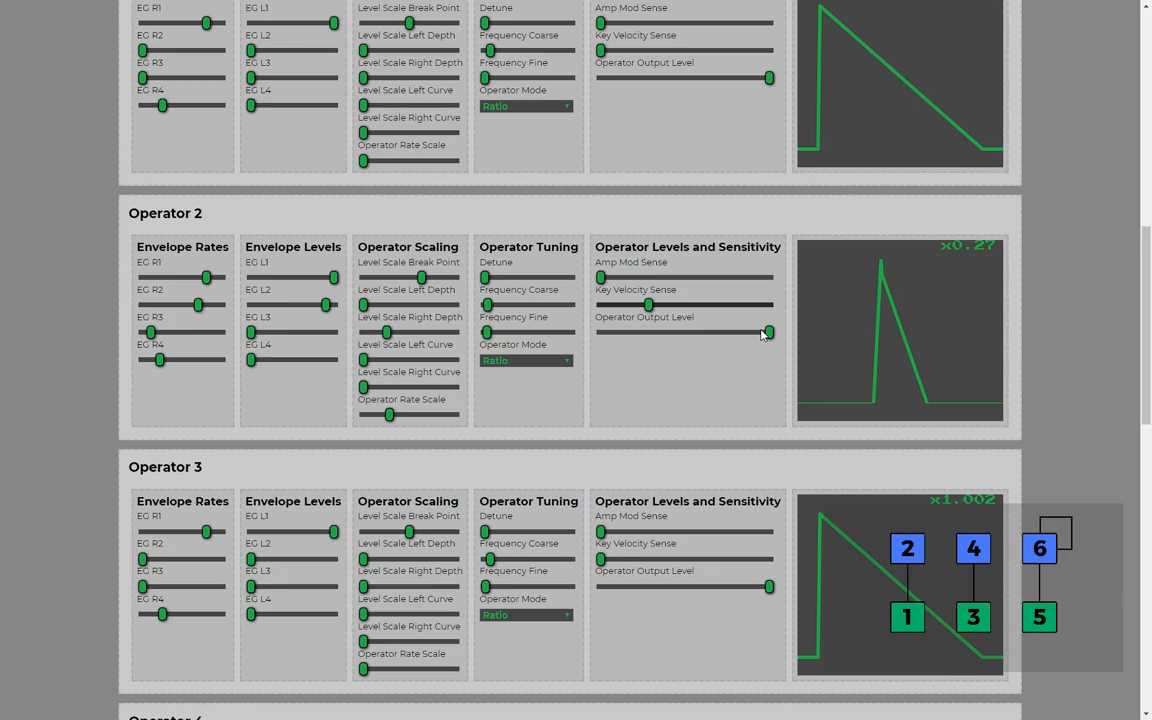 EG R1
EG R2
EG R3
EG R4
EG L1
EG L2
EG L3
EG L4
Level Scale Break Point
Level Scale Left Depth
Level Scale Right Depth
Level Scale Left Curve
Level Scale Right Curve
Operator Rate Scale
Detune
Frequency Coarse
Frequency Fine
Operator Mode
Ratio
Amp Mod Sense
Key Velocity Sense
Operator Output Level
Operator 2
Envelope Rates
EG R1
EG R2
EG R3
EG R4
Envelope Levels
EG L1
EG L2
EG L3
EG L4
Operator Scaling
Level Scale Break Point
Level Scale Left Depth
Level Scale Right Depth
Level Scale Left Curve
Level Scale Right Curve
Operator Rate Scale
Operator Tuning
Detune
Frequency Coarse
Frequency Fine
Operator Mode
Ratio
Operator Levels and Sensitivity
Amp Mod Sense
Key Velocity Sense
Operator Output Level
x0.27
Operator 3
Envelope Rates
EG R1
EG R2
EG R3
EG R4
Envelope Levels
EG L1
EG L2
EG L3
EG L4
Operator Scaling
Level Scale Break Point
Level Scale Left Depth
Level Scale Right Depth
Level Scale Left Curve
Level Scale Right Curve
Operator Rate Scale
Operator Tuning
Detune
Frequency Coarse
Frequency Fine
Operator Mode
Ratio
Operator Levels and Sensitivity
Amp Mod Sense
Key Velocity Sense
Operator Output Level
x1.002
2 4 6
1 3 5